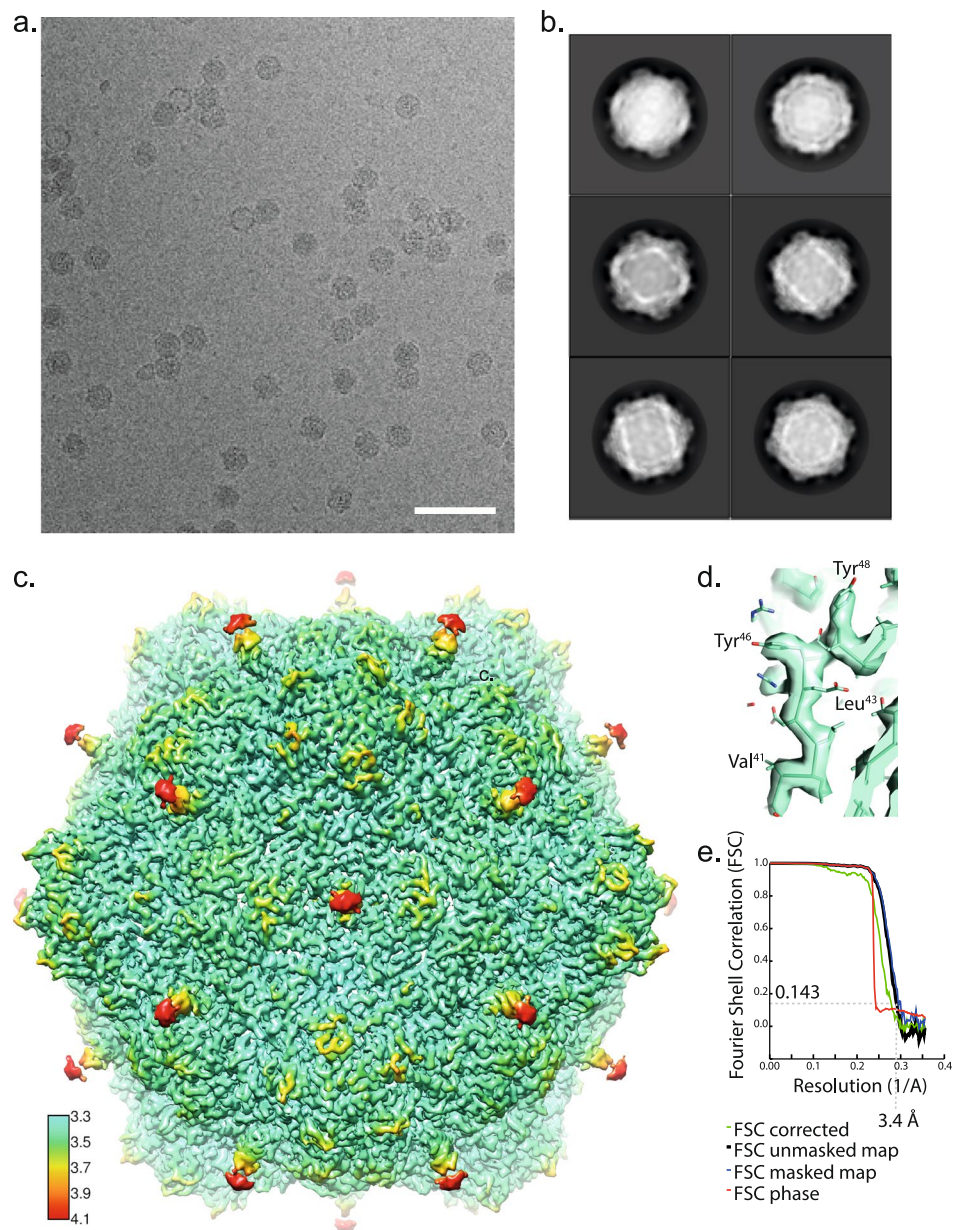 a.
b.
c.
c.
3.3
3.5
3.7
3.9
4.1
d.
Tyr48
Tyr46
Leu43
Val41
e.
Fourier Shell Correlation (FSC)
1.0
0.8
0.6
0.4
0.2
0.0
0.143
0.00
0.1
0.2
0.3
0.4
Resolution (1/A)
3.4 Å
FSC corrected
FSC unmasked map
FSC masked map
FSC phase